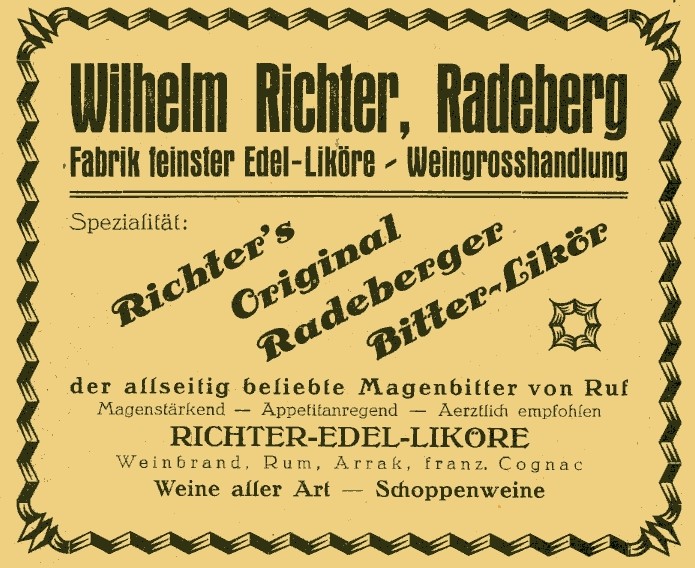 Wilhelm Richter, Radeberg
Fabrik feinster Edel-Liköre - Weingrosshandlung
Spezialität:
Richter's
Original
Radeberger
Bitter-Likör
der allseitig beliebte Magenbitter von Ruf
Magenstärkend — Appetitanregend — Aerztlich empfohlen
RICHTER-EDEL-LIKÖRE
Weinbrand, Rum, Arrak, franz. Cognac
Weine aller Art — Schoppenweine